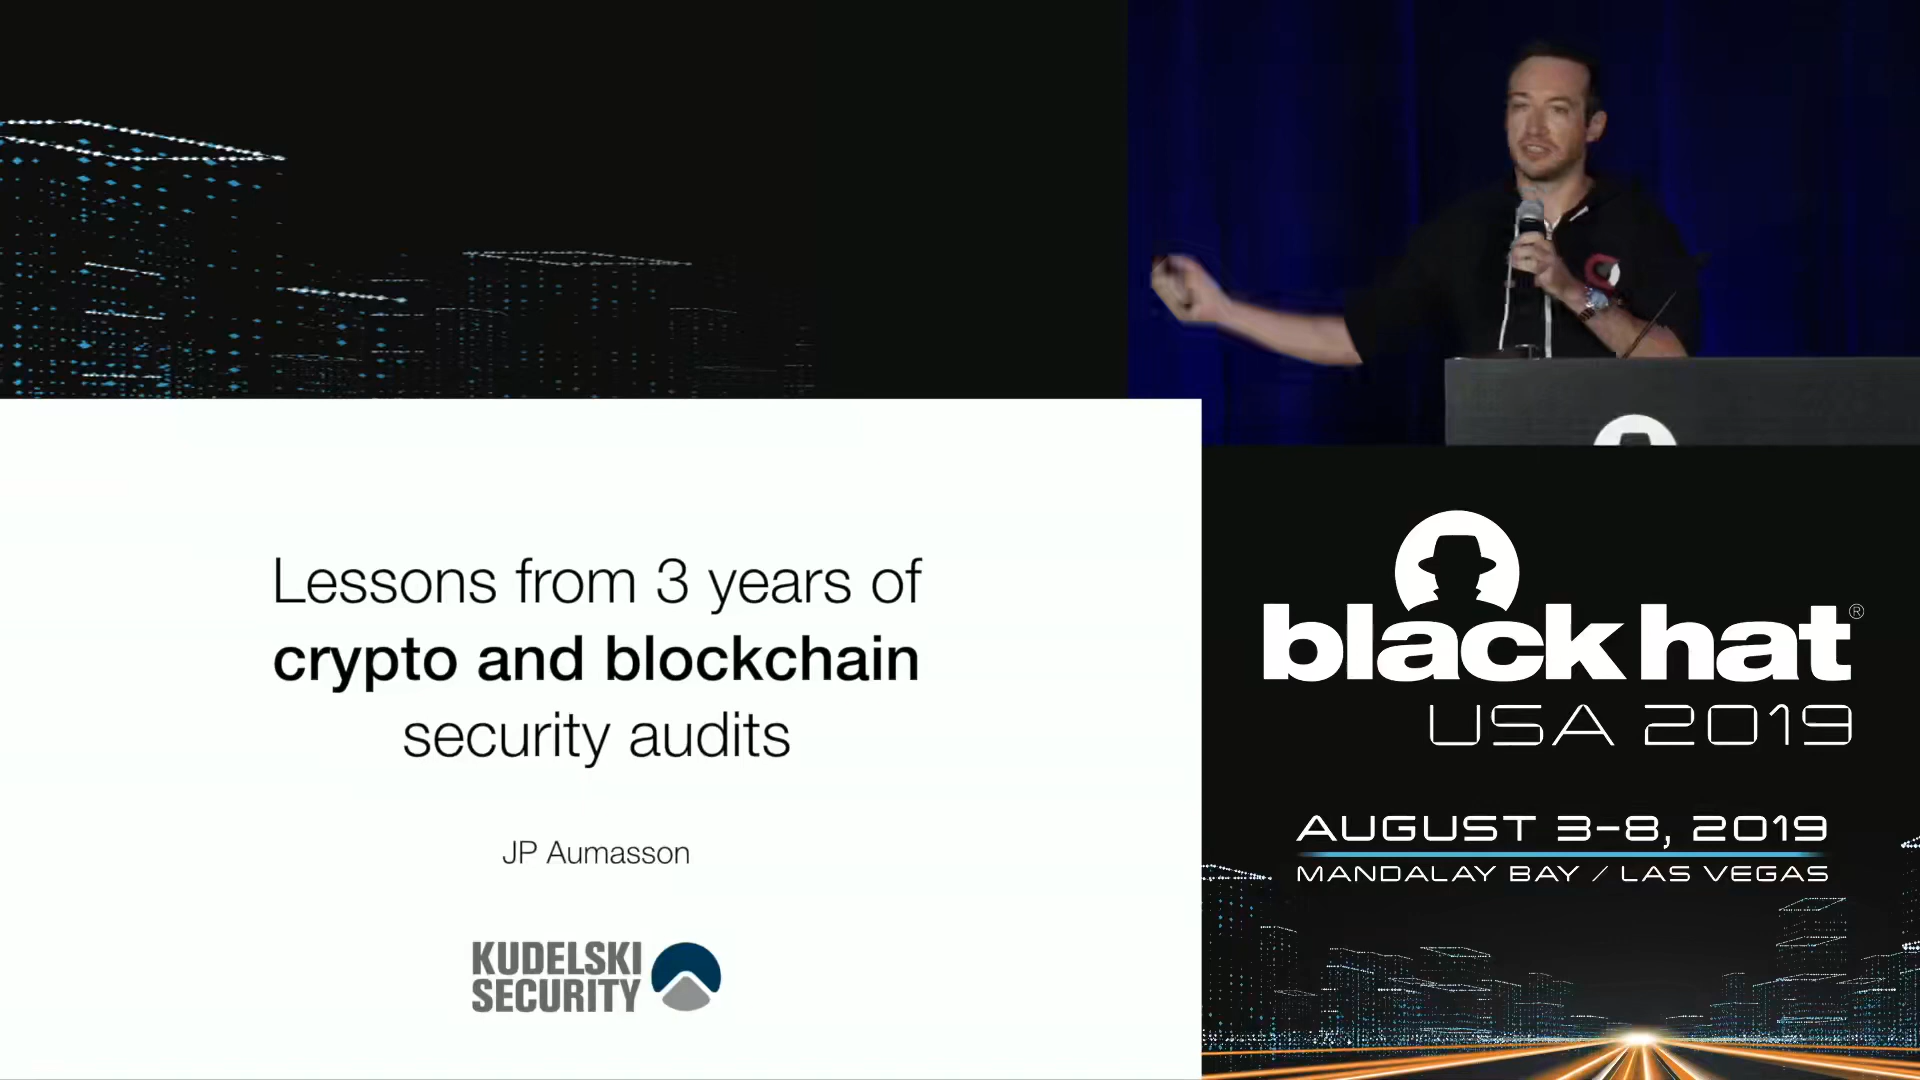 Lessons from 3 years of
crypto and blockchain
security audits
JP Aumasson
KUDELSKI
SECURITY
black hat®
USA 2019
AUGUST 3-8, 2019
MANDALAY BAY / LAS VEGAS